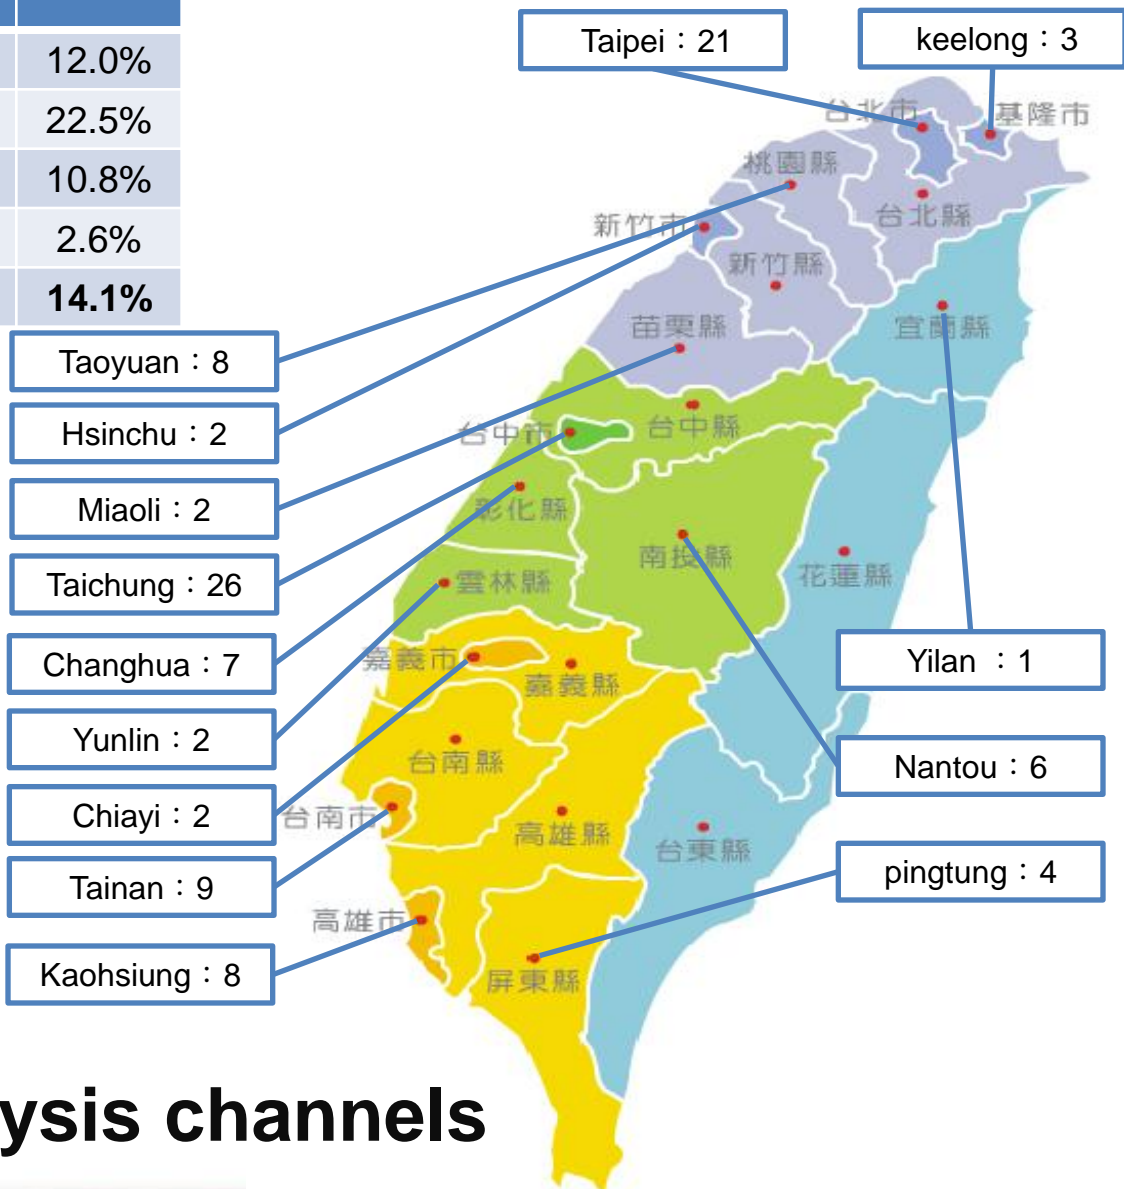 12.0%
22.5%
10.8%
2.6%
14.1%
Taipei：21
keelong：3
台北市
基隆市
桃園縣
台北縣
新竹市
新竹縣
宜蘭縣
苗栗縣
Taoyuan：8
Hsinchu：2
Miaoli：2
Taichung：26
Changhua：7
Yunlin：2
Chiayi：2
Tainan：9
Kaohsiung：8
台中市
台中縣
彰化縣
南投縣
花蓮縣
雲林縣
嘉義市
嘉義縣
台南縣
台南市
高雄縣
台東縣
高雄市
屏東縣
Yilan ：1
Nantou：6
pingtung：4
ysis channels